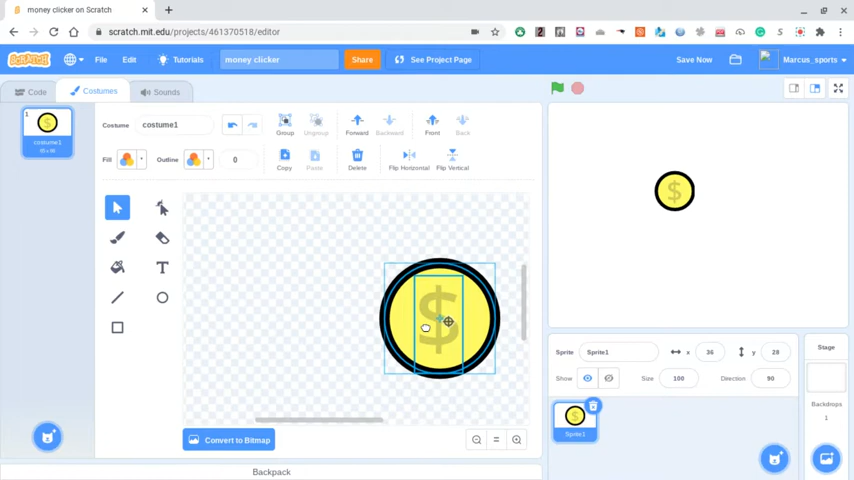 money clicker on Scratch
scratch.mit.edu/projects/461370518/editor
SCRATCH File Edit Tutorials money clicker Share See Project Page Save Now Marcus_sports
Code Costumes Sounds
1
costume1
Costume costume1 Group Ungroup Forward Backward Front Back
Fill Outline 0 Copy Paste Delete Flip Horizontal Flip Vertical
T
$
$
Convert to Bitmap
Backpack
Sprite Sprite1 x 36 y 28
Show Size 100 Direction 90
Sprite1
Stage
Backdrops
1